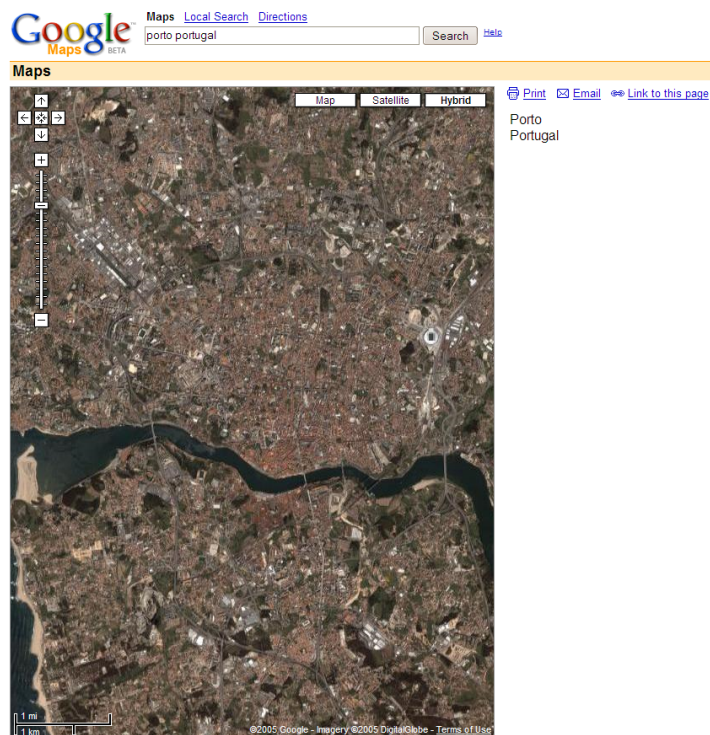 Google
Maps BETA
Maps Local Search Directions
porto portugal Search Help
Maps
Map Satellite Hybrid
Print Email Link to this page
Porto
Portugal
1 mi
1 km
©2005 Google - Imagery ©2005 DigitalGlobe - Terms of Use